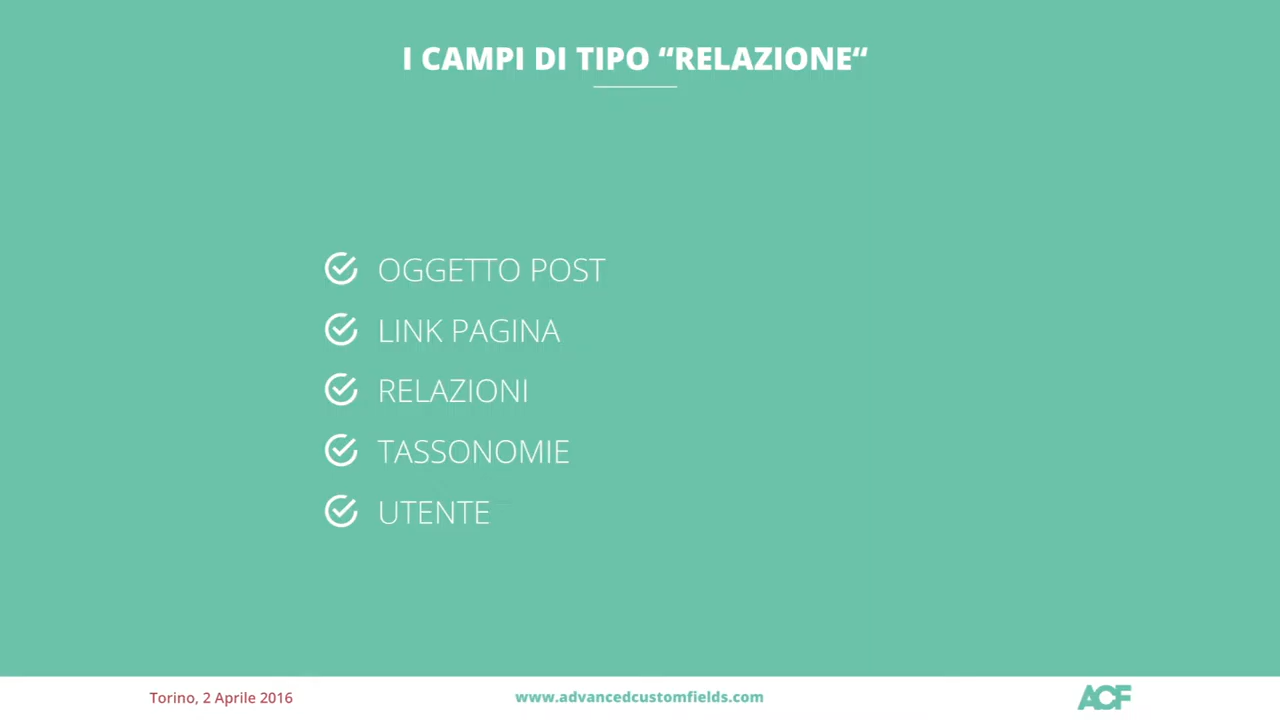 I CAMPI DI TIPO “RELAZIONE“
OGGETTO POST
LINK PAGINA
RELAZIONI
TASSONOMIE
UTENTE
Torino, 2 Aprile 2016
www.advancedcustomfields.com
ACF